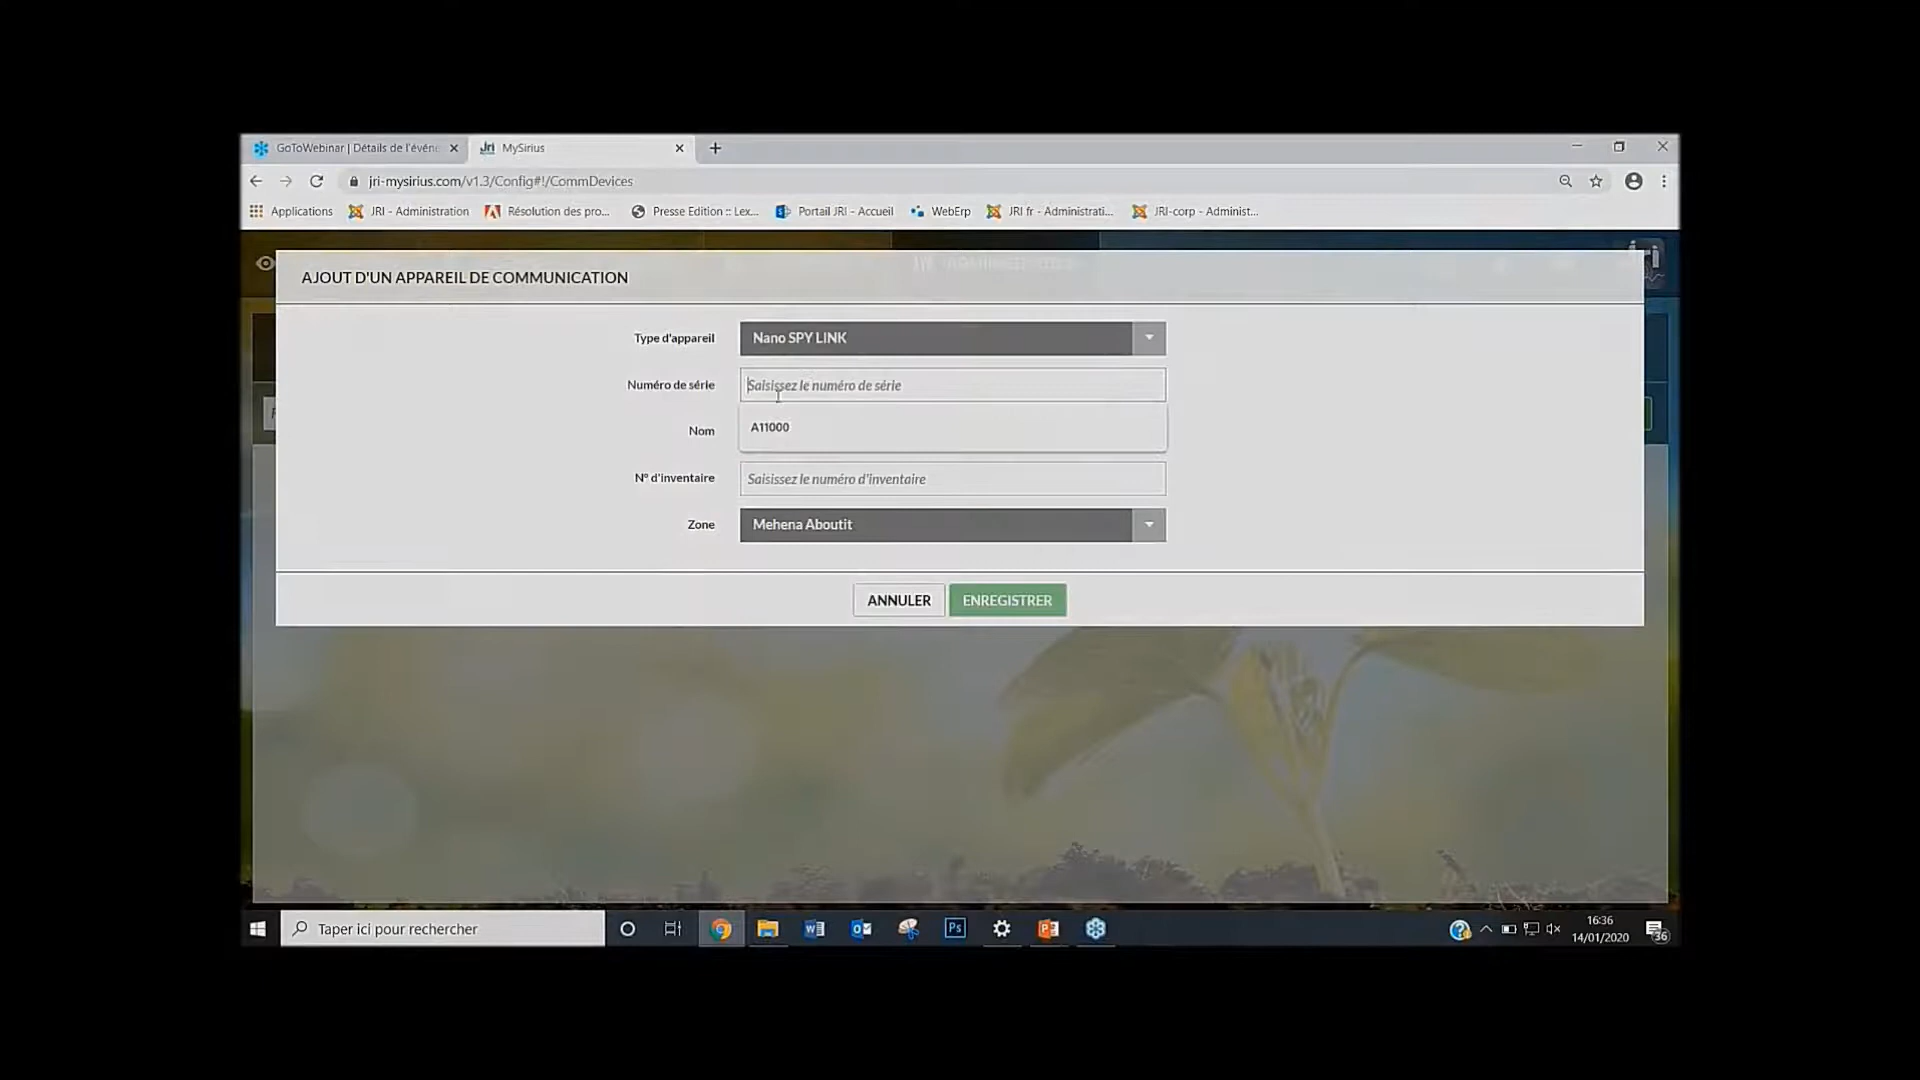 GoToWebinar | Détails de l'événe
MySirius
jri-mysirius.com/v1.3/Config#!/CommDevices
Applications
JRI - Administration
Résolution des pro...
Presse Edition :: Lex...
Portail JRI - Accueil
WebErp
JRI fr - Administrati...
JRI-corp - Administ...
AJOUT D'UN APPAREIL DE COMMUNICATION
Type d'appareil
Nano SPY LINK
Numéro de série
Saisissez le numéro de série
A11000
Nom
N° d'inventaire
Saisissez le numéro d'inventaire
Zone
Mehena Aboutit
ANNULER
ENREGISTRER
Taper ici pour rechercher
16:36
14/01/2020
36